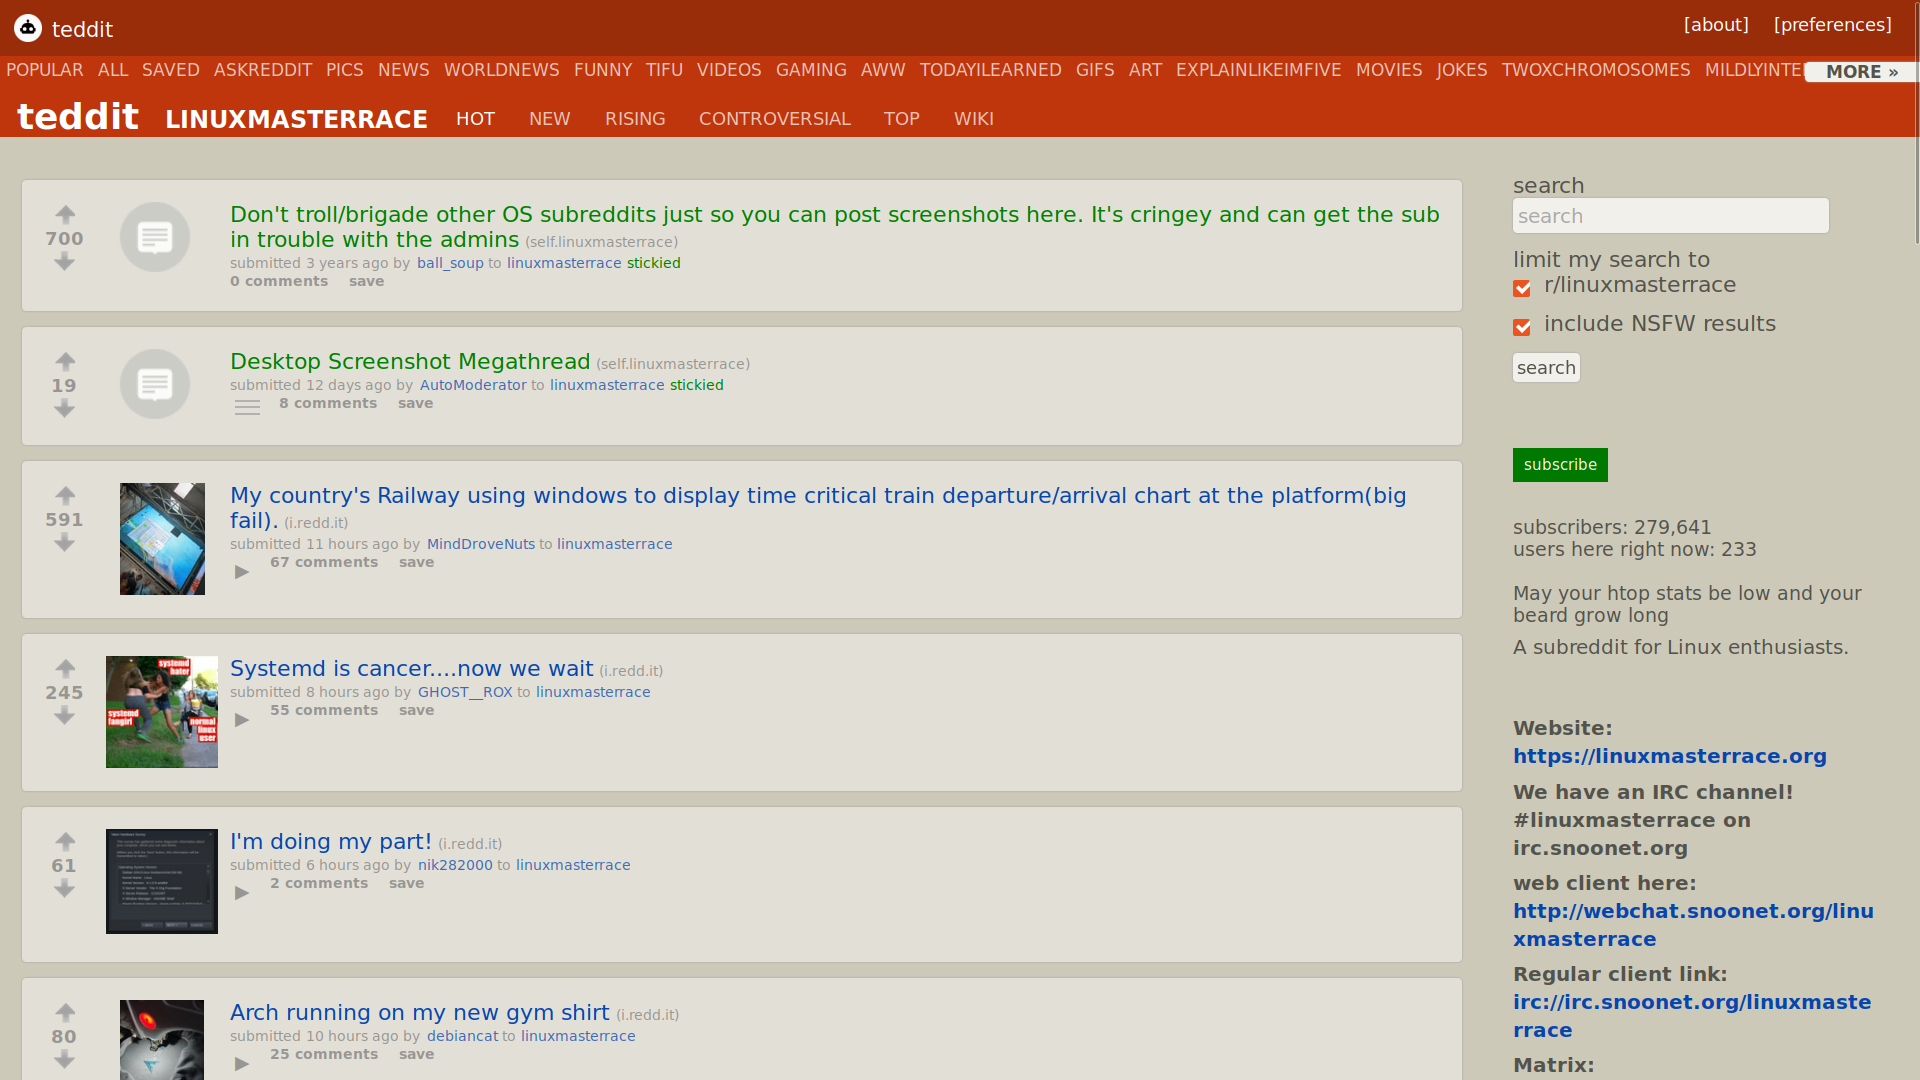 teddit
[about] [preferences]
POPULAR ALL SAVED ASKREDDIT PICS NEWS WORLDNEWS FUNNY TIFU VIDEOS GAMING AWW TODAYILEARNED GIFS ART EXPLAINLIKEIMFIVE MOVIES JOKES TWOXCHROMOSOMES MILDLYINTE MORE »
teddit LINUXMASTERRACE HOT NEW RISING CONTROVERSIAL TOP WIKI
700
Don't troll/brigade other OS subreddits just so you can post screenshots here. It's cringey and can get the sub
in trouble with the admins (self.linuxmasterrace)
submitted 3 years ago by ball_soup to linuxmasterrace stickied
0 comments save
19
Desktop Screenshot Megathread (self.linuxmasterrace)
submitted 12 days ago by AutoModerator to linuxmasterrace stickied
8 comments save
591
My country's Railway using windows to display time critical train departure/arrival chart at the platform(big
fail). (i.redd.it)
submitted 11 hours ago by MindDroveNuts to linuxmasterrace
67 comments save
245
systemd
hater
systemd
fangirl
normal
linux
user
Systemd is cancer....now we wait (i.redd.it)
submitted 8 hours ago by GHOST__ROX to linuxmasterrace
55 comments save
61
I'm doing my part! (i.redd.it)
submitted 6 hours ago by nik282000 to linuxmasterrace
2 comments save
80
Arch running on my new gym shirt (i.redd.it)
submitted 10 hours ago by debiancat to linuxmasterrace
25 comments save
search
search
limit my search to
r/linuxmasterrace
include NSFW results
search
subscribe
subscribers: 279,641
users here right now: 233
May your htop stats be low and your
beard grow long
A subreddit for Linux enthusiasts.
Website:
https://linuxmasterrace.org
We have an IRC channel!
#linuxmasterrace on
irc.snoonet.org
web client here:
http://webchat.snoonet.org/linu
xmasterrace
Regular client link:
irc://irc.snoonet.org/linuxmaste
rrace
Matrix: